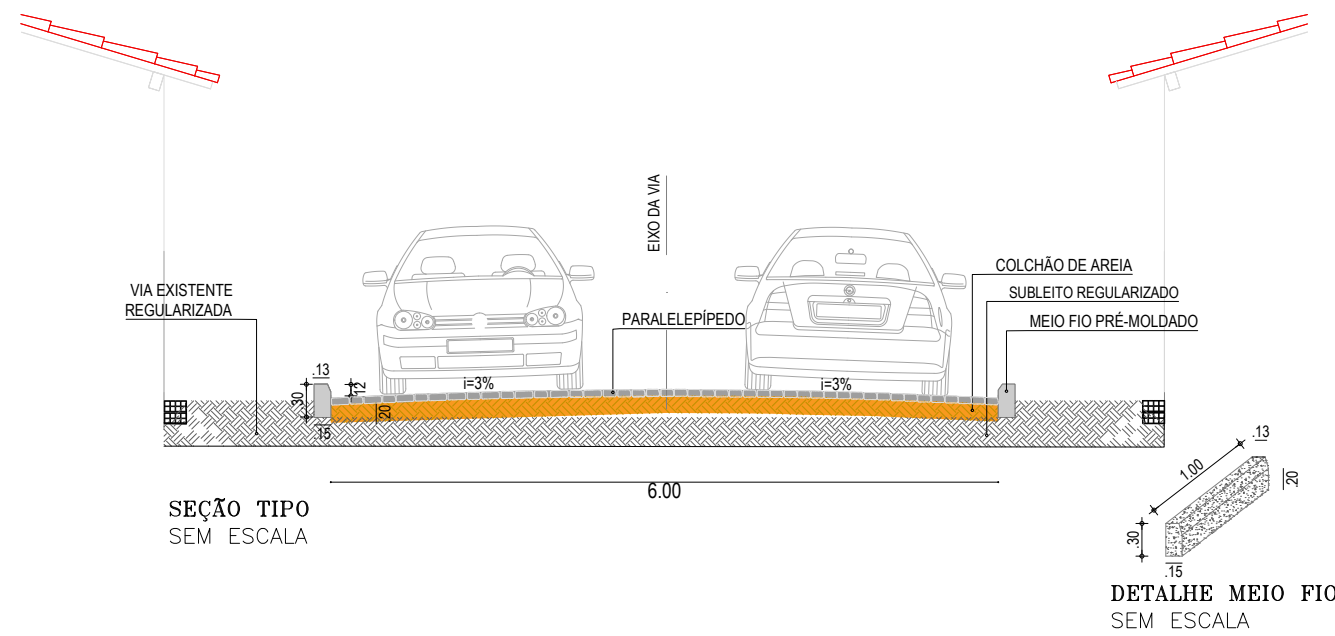 EIXO DA VIA
VIA EXISTENTE
REGULARIZADA
COLCHÃO DE AREIA
SUBLEITO REGULARIZADO
PARALELEPÍPEDO
MEIO FIO PRÉ-MOLDADO
.13
.30
12
i=3%
i=3%
.20
.15
6.00
SEÇÃO TIPO
SEM ESCALA
.13
1.00
.20
.30
.15
DETALHE MEIO FIO
SEM ESCALA